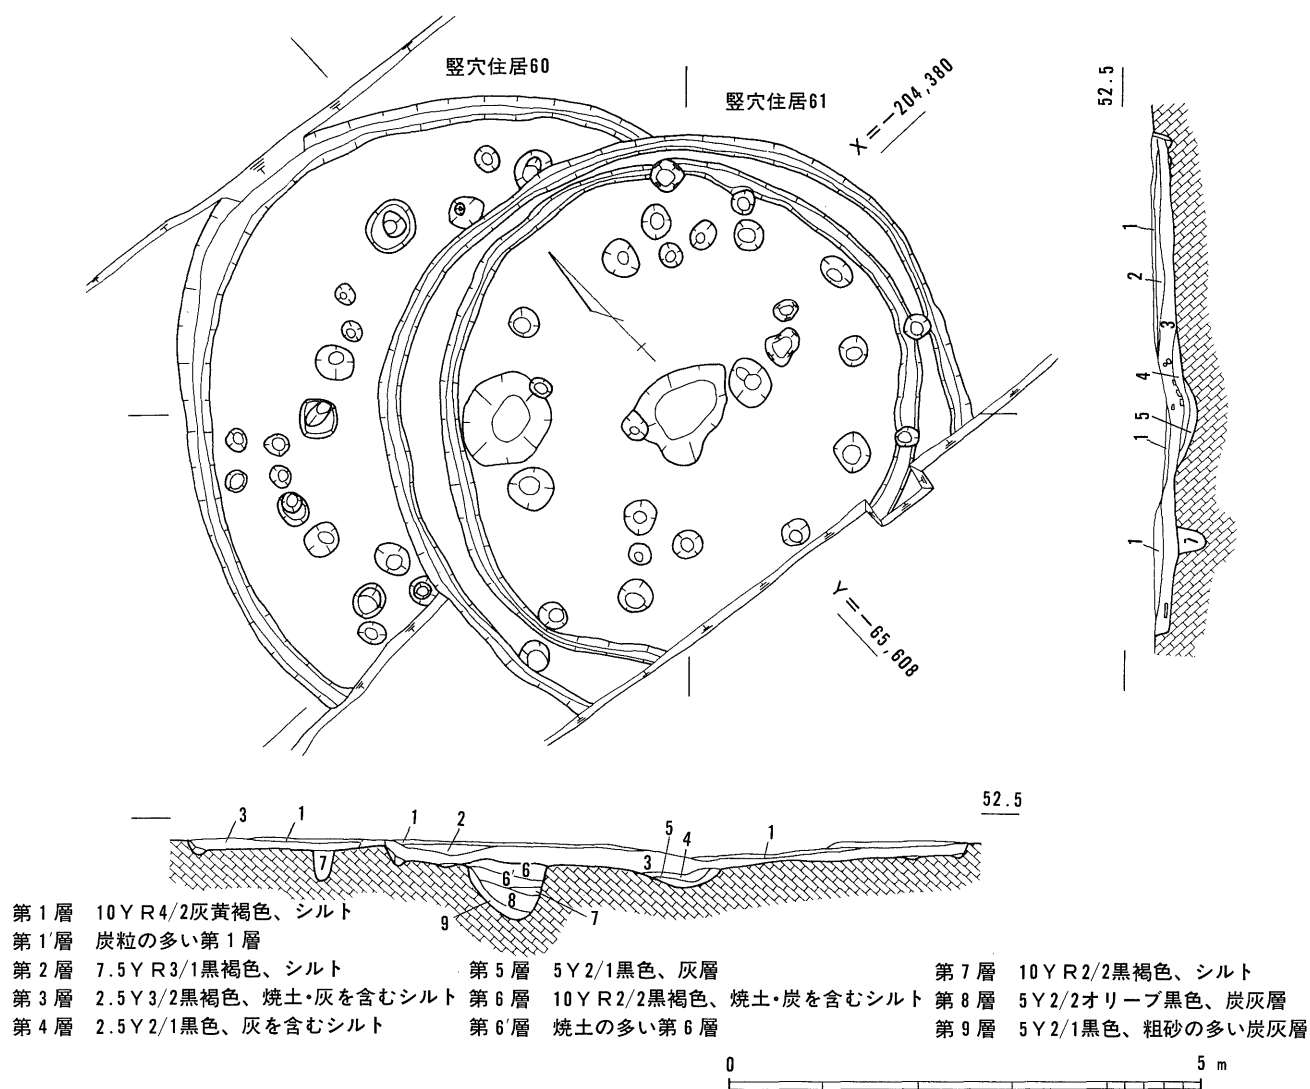 竪穴住居60
竪穴住居61
X=-204,380
Y=-65,608
52.5
1
2
3
4
5
1
1
7
52.5
3
1
1
2
5
4
1
7
6
6′
3
8
9
7
第1層 10YR4/2灰黄褐色、シルト
第1′層 炭粒の多い第1層
第2層 7.5YR3/1黒褐色、シルト
第3層 2.5Y3/2黒褐色、焼土・灰を含むシルト
第4層 2.5Y2/1黒色、灰を含むシルト
第5層 5Y2/1黒色、灰層
第6層 10YR2/2黒褐色、焼土・炭を含むシルト
第6′層 焼土の多い第6層
第7層 10YR2/2黒褐色、シルト
第8層 5Y2/2オリーブ黒色、炭灰層
第9層 5Y2/1黒色、粗砂の多い炭灰層
0 5 m